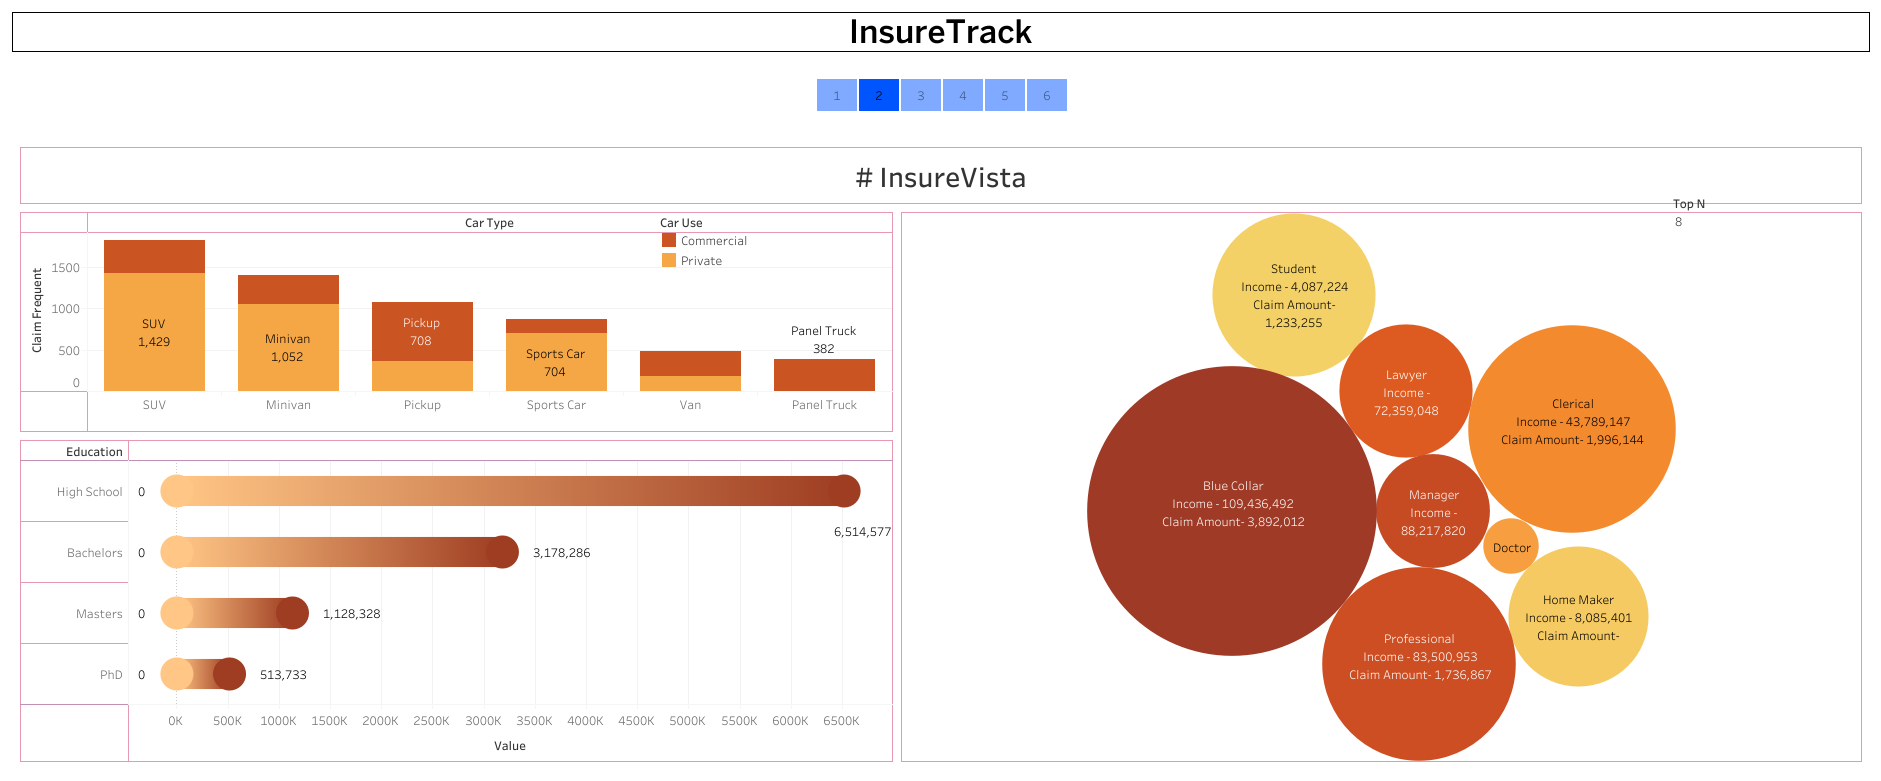 InsureTrack
1 2 3 4 5 6
# InsureVista
Car Type
Car Use
Commercial
Private
Claim Frequent
1500
1000
500
0
SUV
1,429
Minivan
1,052
Pickup
708
Sports Car
704
Panel Truck
382
SUV Minivan Pickup Sports Car Van Panel Truck
Education
High School 0 6,514,577
Bachelors 0 3,178,286
Masters 0 1,128,328
PhD 0 513,733
0K 500K 1000K 1500K 2000K 2500K 3000K 3500K 4000K 4500K 5000K 5500K 6000K 6500K
Value
Top N
8
Student
Income - 4,087,224
Claim Amount-
1,233,255
Lawyer
Income -
72,359,048
Clerical
Income - 43,789,147
Claim Amount- 1,996,144
Blue Collar
Income - 109,436,492
Claim Amount- 3,892,012
Manager
Income -
88,217,820
Doctor
Home Maker
Income - 8,085,401
Claim Amount-
Professional
Income - 83,500,953
Claim Amount- 1,736,867